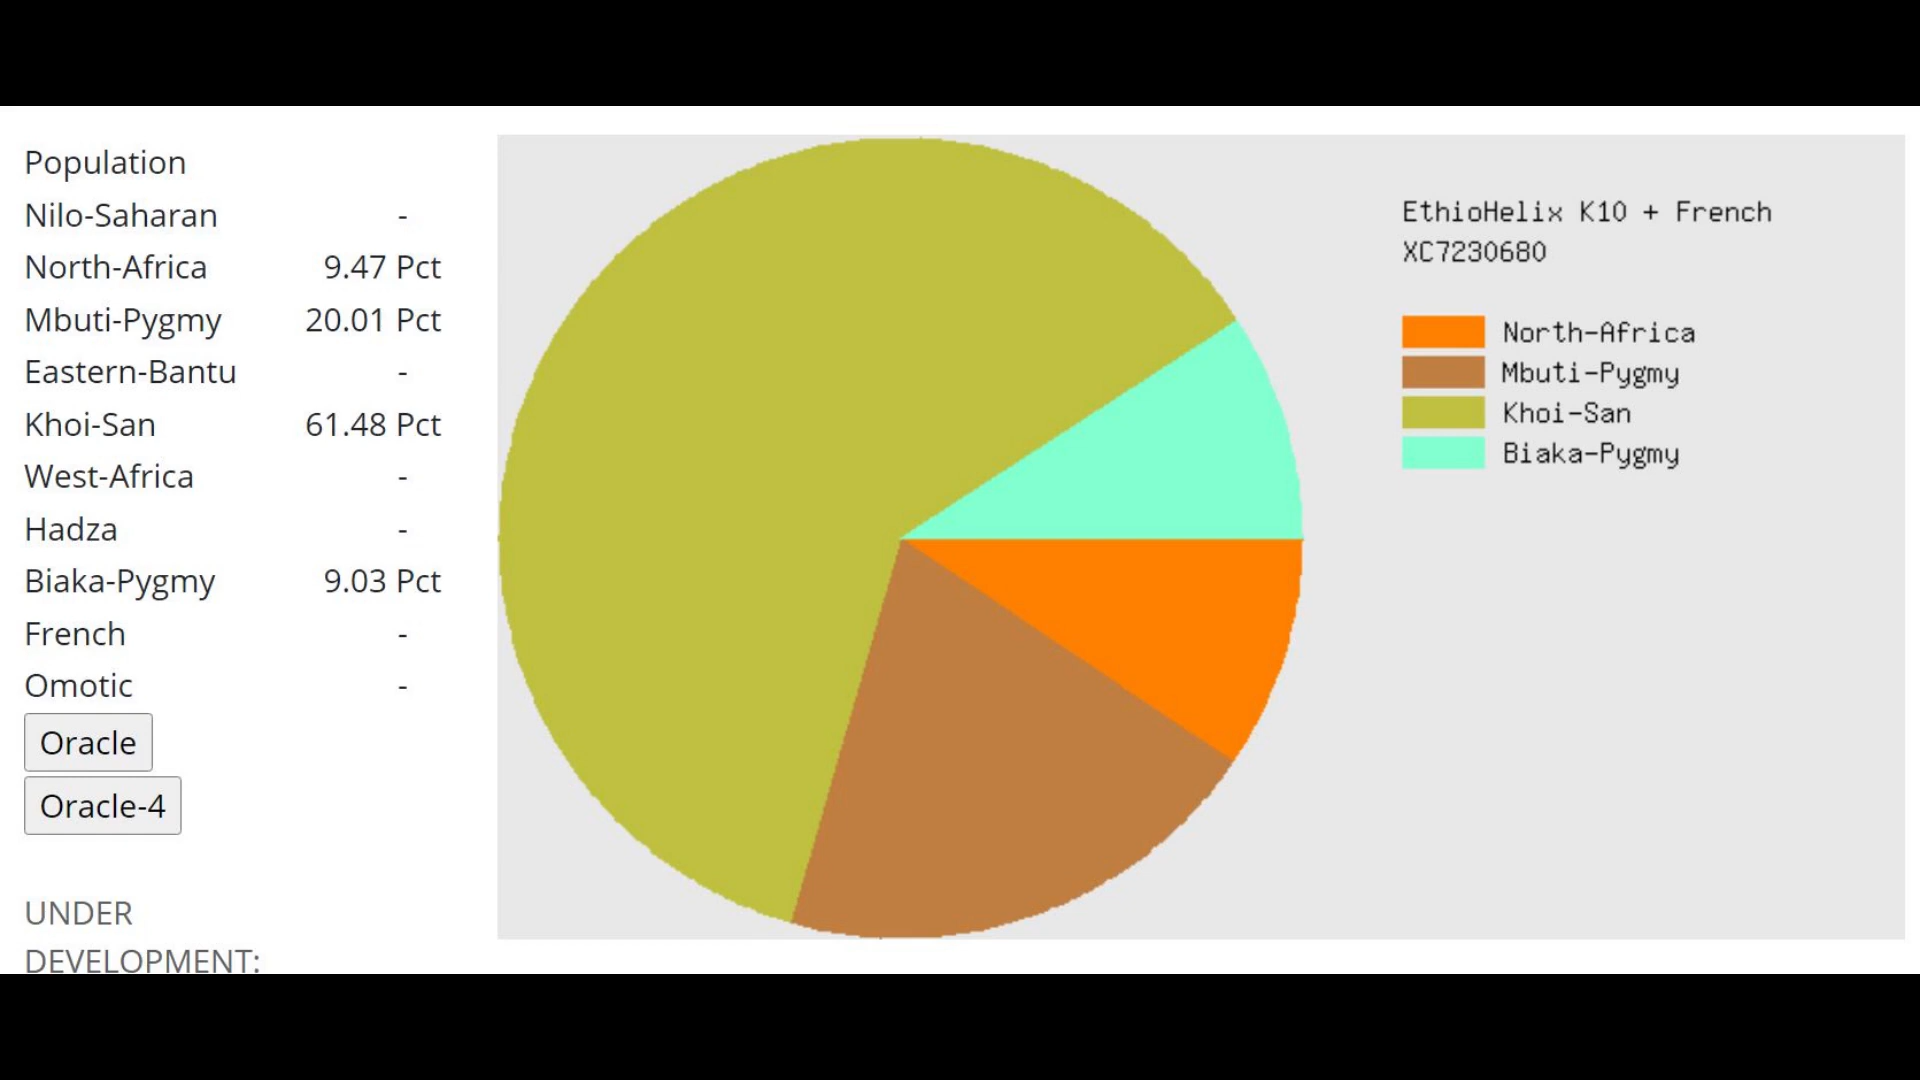 Population
Nilo-Saharan -
North-Africa 9.47 Pct
Mbuti-Pygmy 20.01 Pct
Eastern-Bantu -
Khoi-San 61.48 Pct
West-Africa -
Hadza -
Biaka-Pygmy 9.03 Pct
French -
Omotic -
Oracle
Oracle-4
UNDER
DEVELOPMENT:
EthioHelix K10 + French
XC7230680
North-Africa
Mbuti-Pygmy
Khoi-San
Biaka-Pygmy